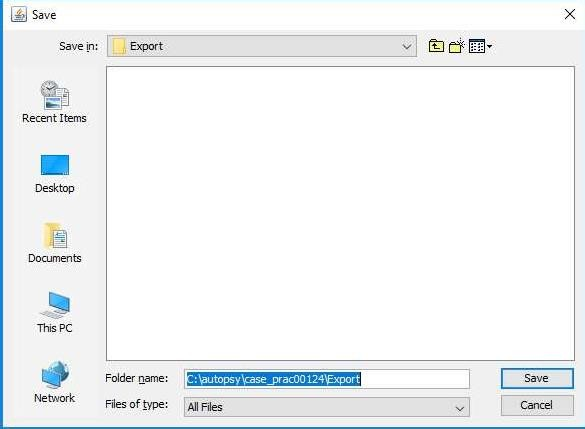 Save
Save in: Export
Recent Items
Desktop
Documents
This PC
Network
Folder name: C:\autopsy\case_prac00124\Export
Save
Files of type: All Files
Cancel